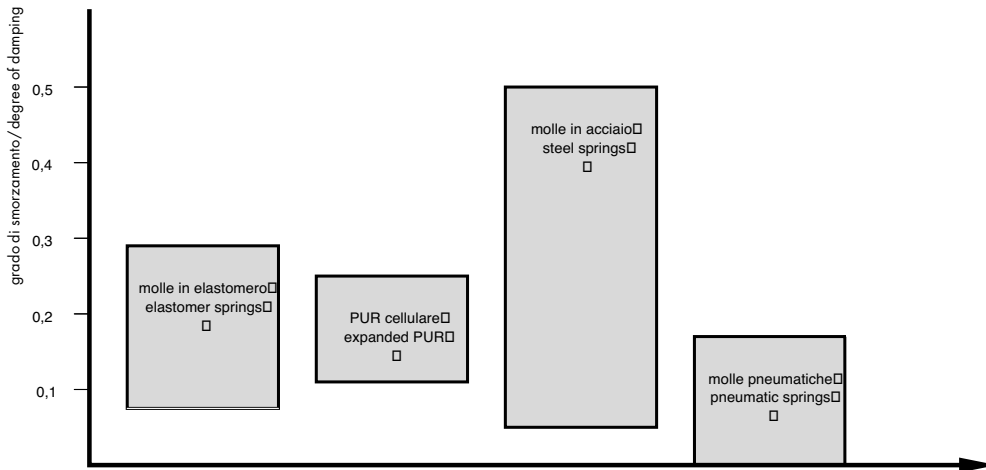 grado di smorzamento/ degree of damping
0,5
0,4
0,3
0,2
0,1
molle in elastomero
elastomer springs
PUR cellulare
expanded PUR
molle in acciaio
steel springs
molle pneumatiche
pneumatic springs